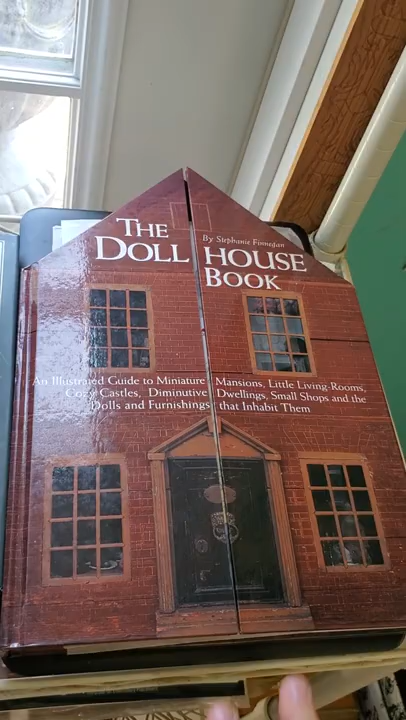 THE
DOLL HOUSE
BOOK
By Stephanie Finnegan
An Illustrated Guide to Miniature Mansions, Little Living-Rooms,
Cozy Castles, Diminutive Dwellings, Small Shops and the
Dolls and Furnishings that Inhabit Them